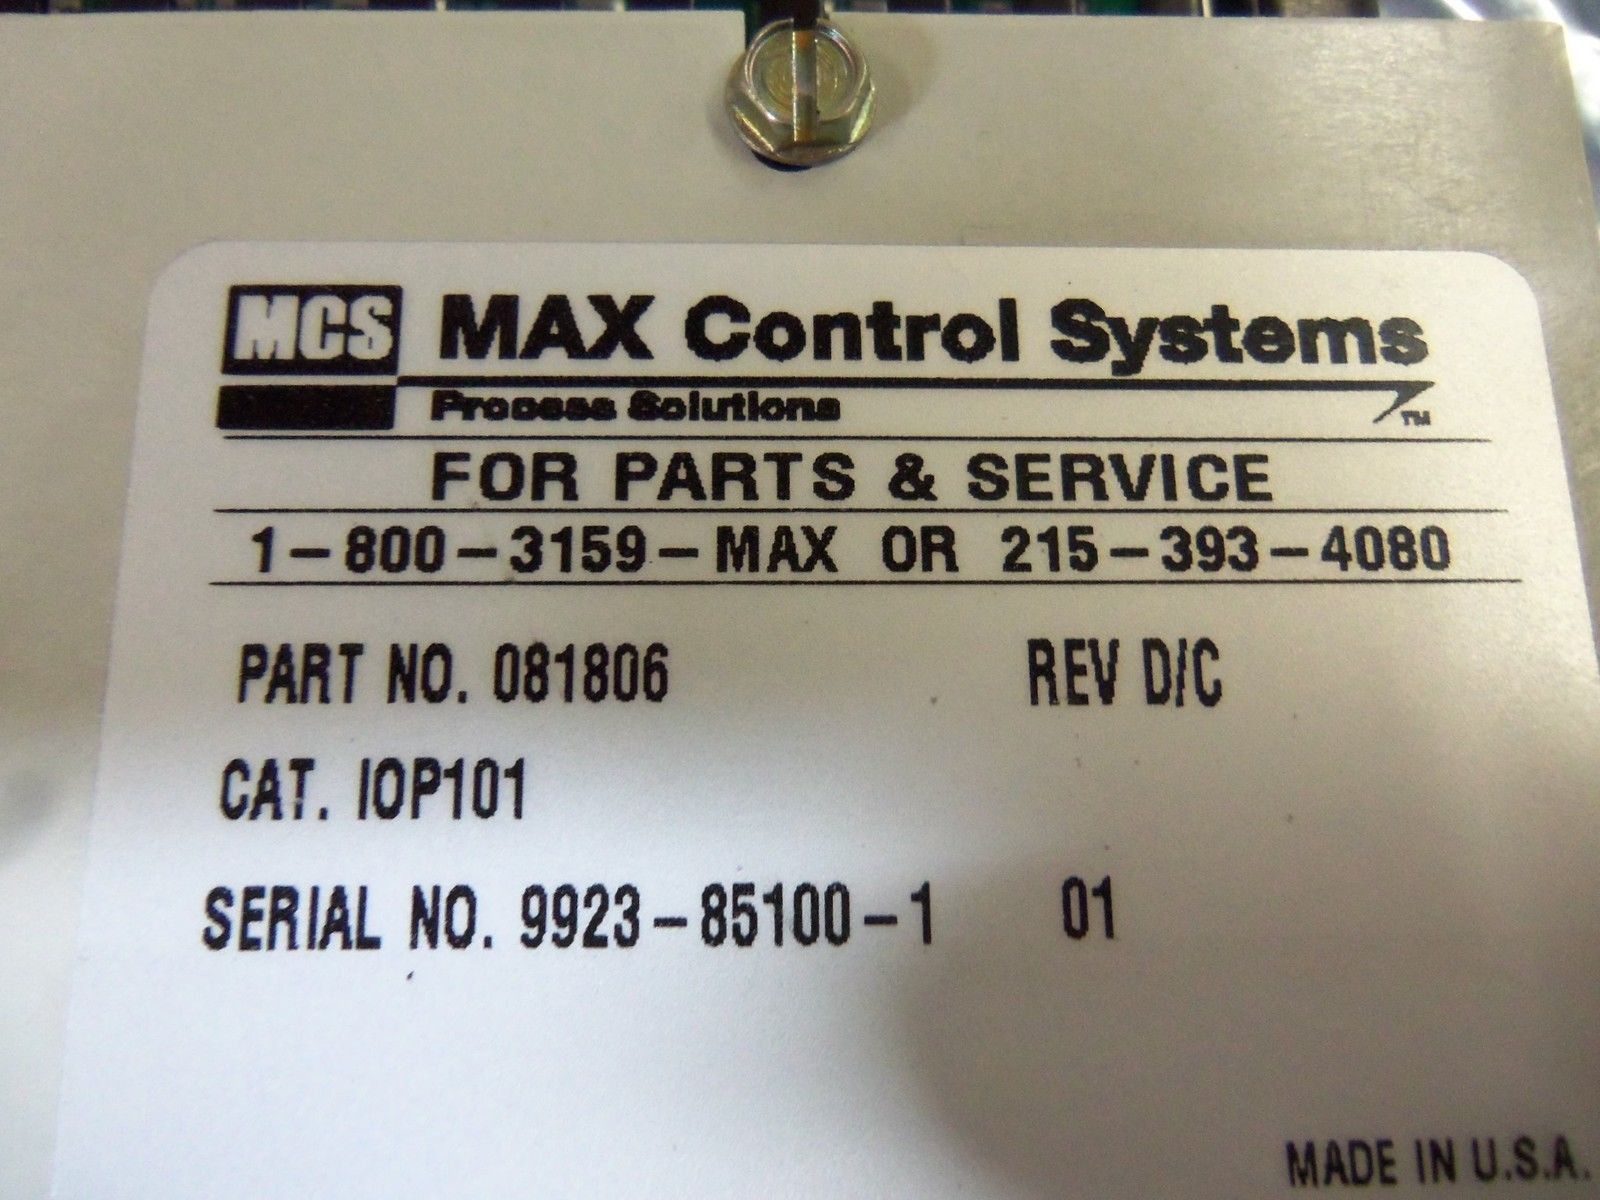 MCS MAX Control Systems
Process Solutions ™
FOR PARTS & SERVICE
1-800-3159-MAX OR 215-393-4080
PART NO. 081806 REV D/C
CAT. IOP101
SERIAL NO. 9923-85100-1 01
MADE IN U.S.A.